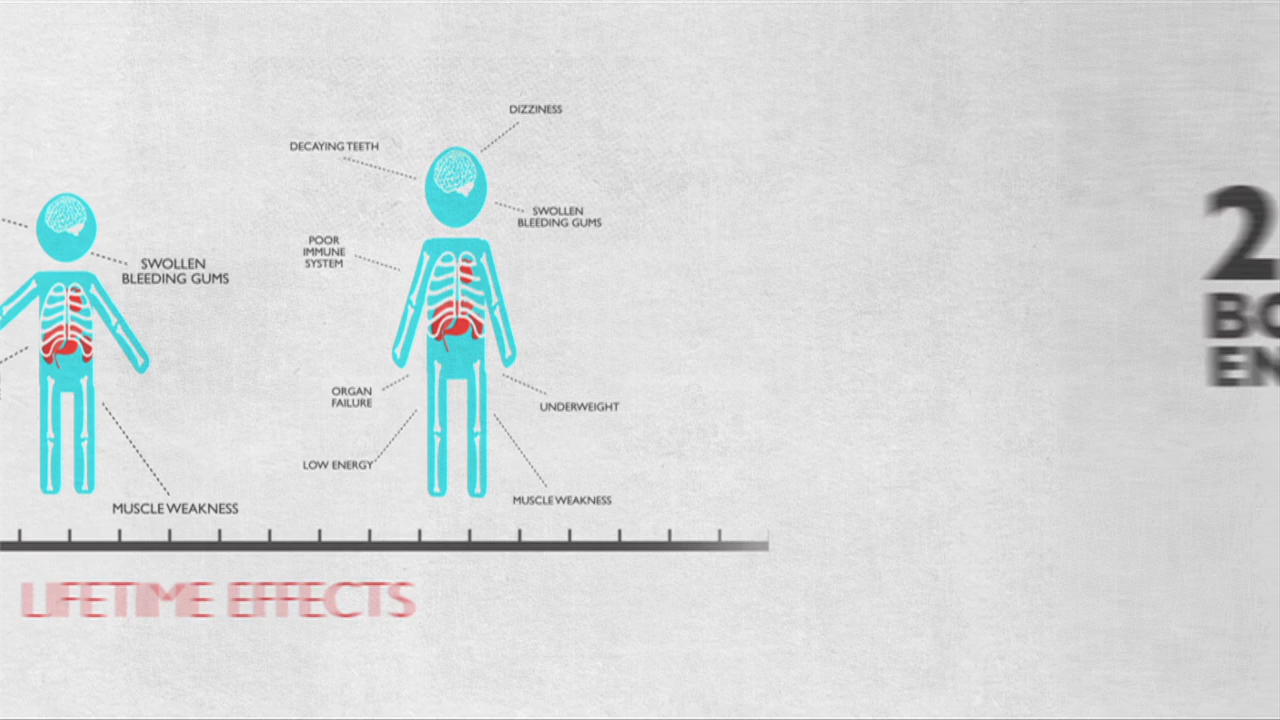 DIZZINESS
DECAYING TEETH
SWOLLEN
BLEEDING GUMS
POOR
IMMUNE
SYSTEM
SWOLLEN
BLEEDING GUMS
ORGAN
FAILURE
UNDERWEIGHT
LOW ENERGY
MUSCLE WEAKNESS
MUSCLE WEAKNESS
LIFETIME EFFECTS
2